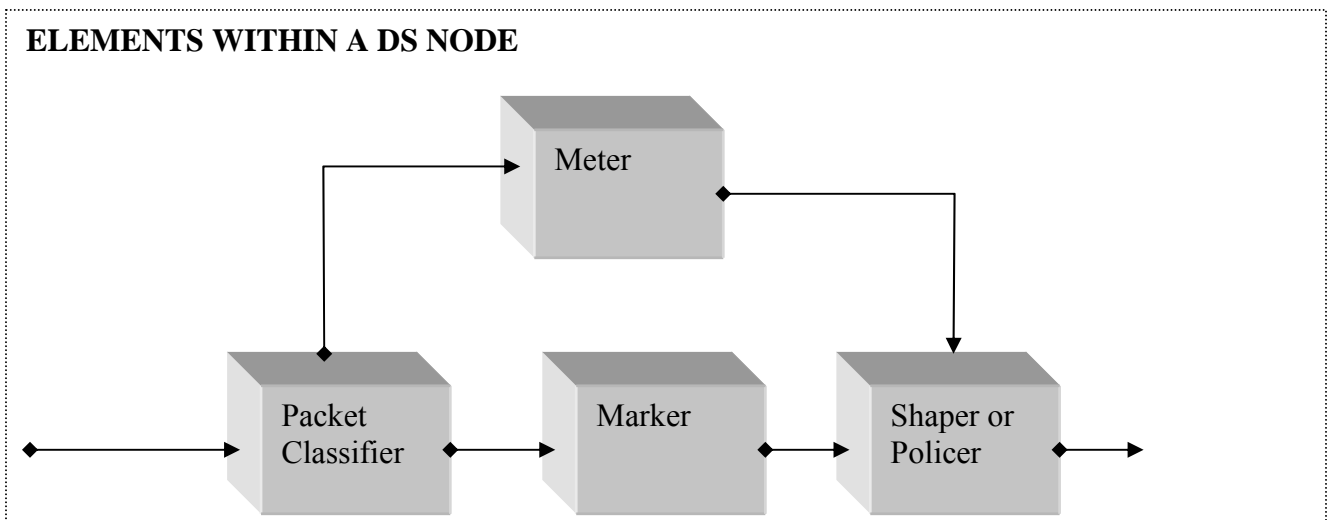 ELEMENTS WITHIN A DS NODE
Meter
Packet
Classifier
Marker
Shaper or
Policer